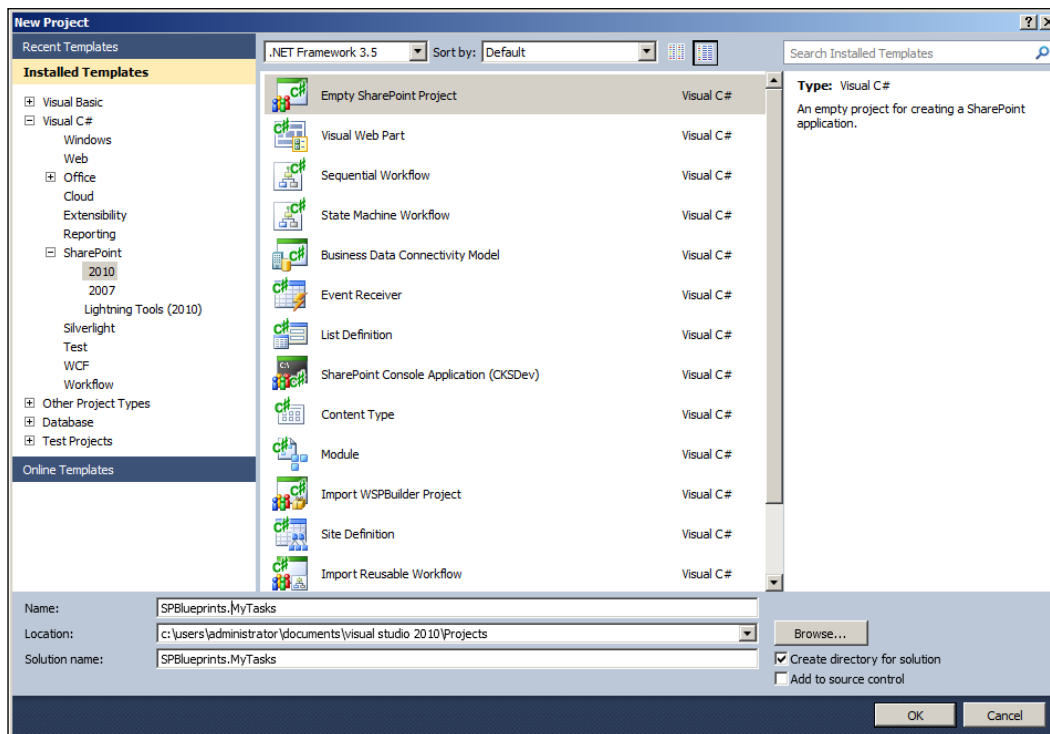 New Project
Recent Templates
Installed Templates
Visual Basic
Visual C#
Windows
Web
Office
Cloud
Extensibility
Reporting
SharePoint
2010
2007
Lightning Tools (2010)
Silverlight
Test
WCF
Workflow
Other Project Types
Database
Test Projects
Online Templates
.NET Framework 3.5 Sort by: Default
Empty SharePoint Project Visual C#
Visual Web Part Visual C#
Sequential Workflow Visual C#
State Machine Workflow Visual C#
Business Data Connectivity Model Visual C#
Event Receiver Visual C#
List Definition Visual C#
SharePoint Console Application (CKSDev) Visual C#
Content Type Visual C#
Module Visual C#
Import WSPBuilder Project Visual C#
Site Definition Visual C#
Import Reusable Workflow Visual C#
Search Installed Templates
Type: Visual C#
An empty project for creating a SharePoint
application.
Name: SPBlueprints.MyTasks
Location: c:\users\administrator\documents\visual studio 2010\Projects Browse...
Solution name: SPBlueprints.MyTasks
Create directory for solution
Add to source control
OK Cancel